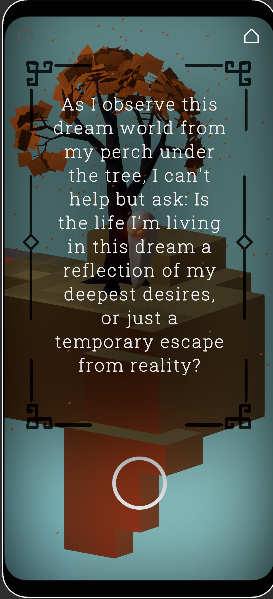 As I observe this
dream world from
my perch under
the tree, I can't
help but ask: Is
the life I'm living
in this dream a
reflection of my
deepest desires,
or just a
temporary escape
from reality?